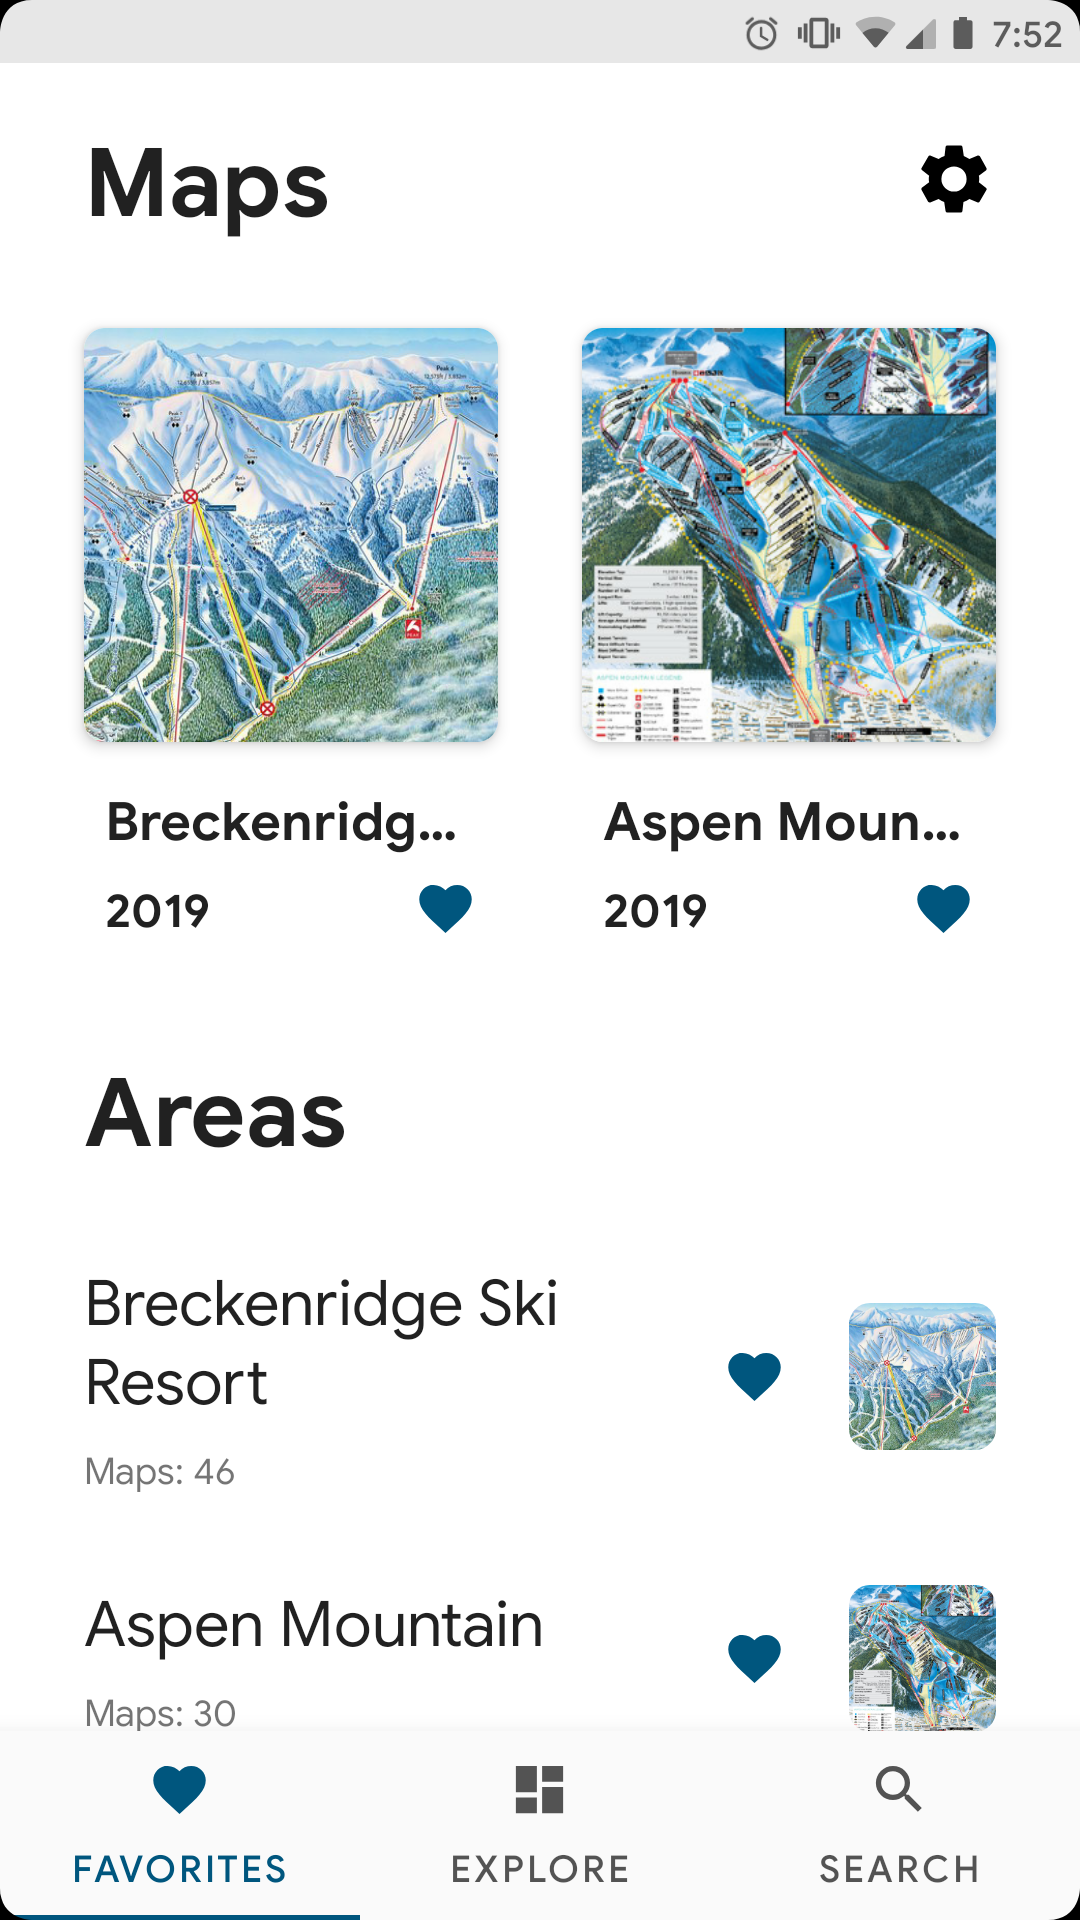 7:52
Maps
Breckenridg...
Aspen Moun...
2019
2019
Areas
Breckenridge Ski
Resort
Maps: 46
Aspen Mountain
Maps: 30
FAVORITES
EXPLORE
SEARCH